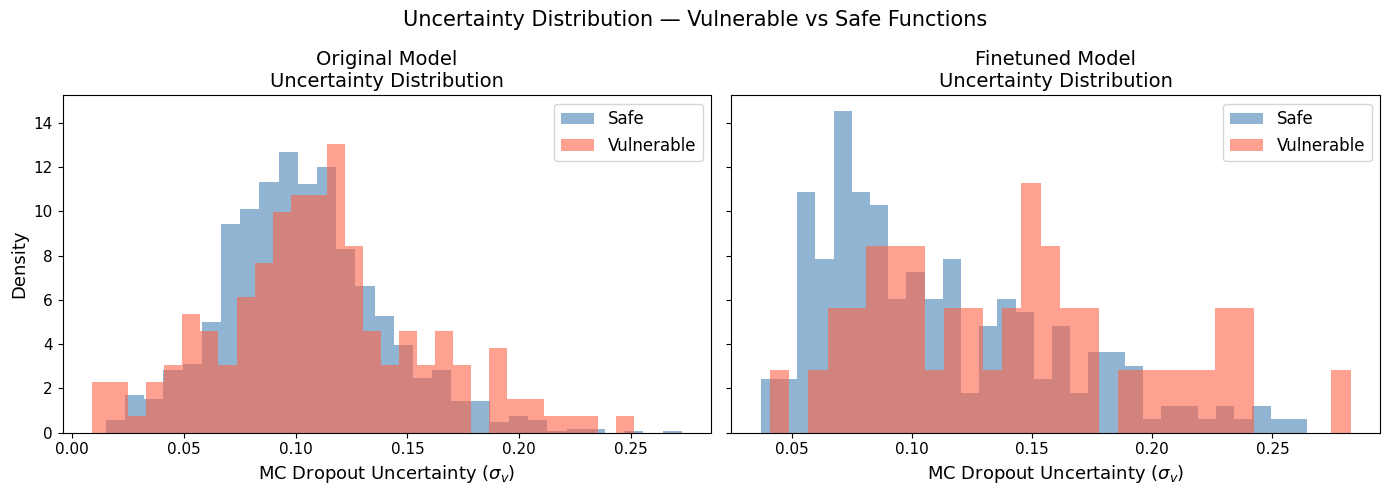 Uncertainty Distribution — Vulnerable vs Safe Functions
Original Model
Uncertainty Distribution
Safe
Vulnerable
Density
14
12
10
8
6
4
2
0
0.00 0.05 0.10 0.15 0.20 0.25
MC Dropout Uncertainty (σᵥ)
Finetuned Model
Uncertainty Distribution
Safe
Vulnerable
0.05 0.10 0.15 0.20 0.25
MC Dropout Uncertainty (σᵥ)